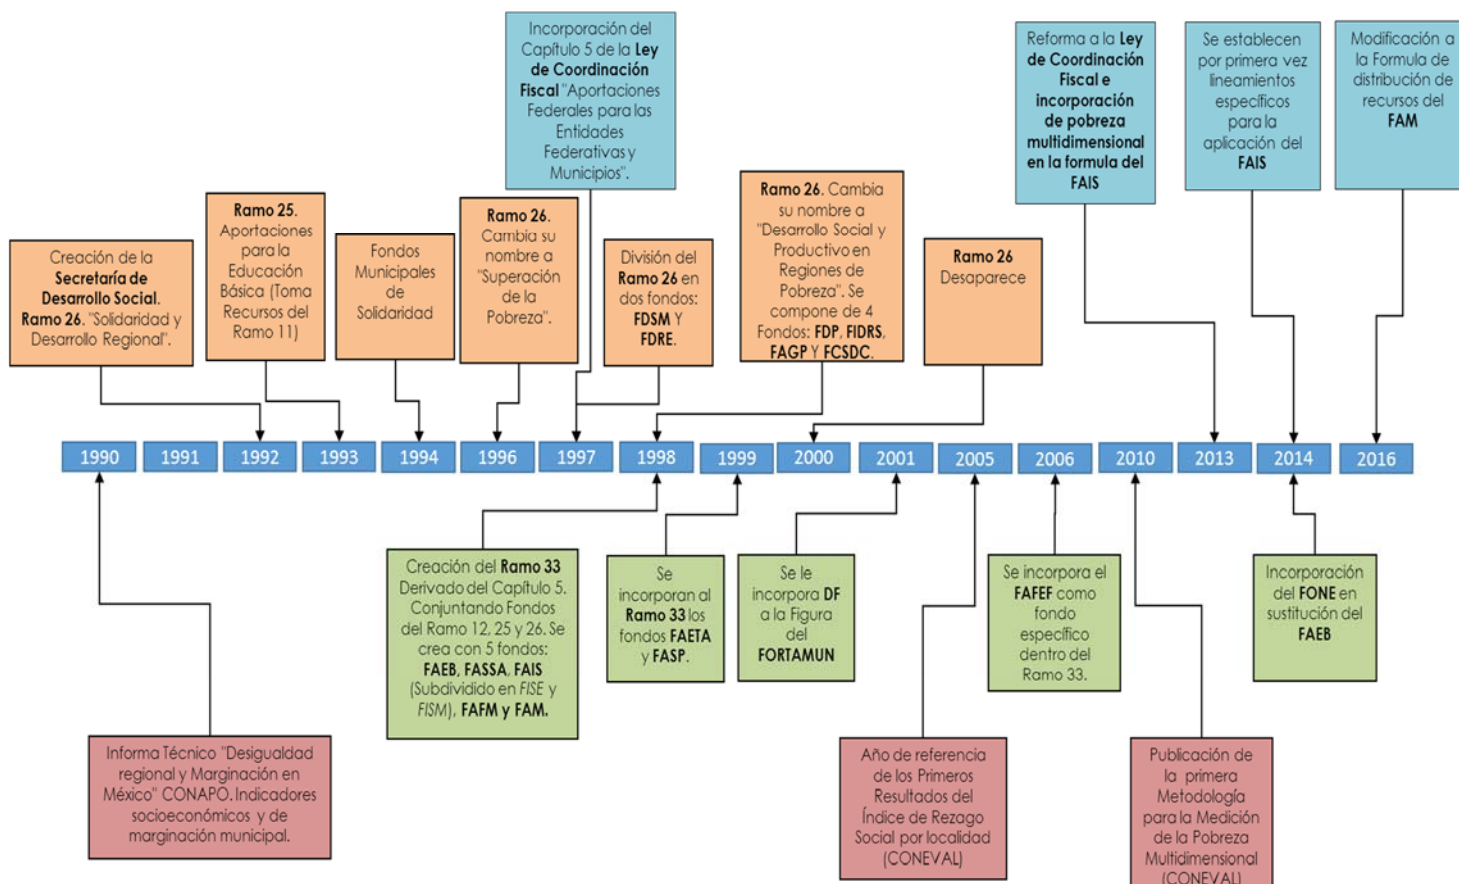 Incorporación del
Capítulo 5 de la Ley
de Coordinación
Fiscal "Aportaciones
Federales para las
Entidades
Federativas y
Municipios".
Reforma a la Ley
de Coordinación
Fiscal e
incorporación
de pobreza
multidimensional
en la formula del
FAIS
Se establecen
por primera vez
lineamientos
específicos
para la
aplicación del
FAIS
Modificación a
la Formula de
distribución de
recursos del
FAM
Creación de la
Secretaría de
Desarrollo Social.
Ramo 26. "Solidaridad y
Desarrollo Regional".
Ramo 25.
Aportaciones
para la
Educación
Básica (Toma
Recursos del
Ramo 11)
Fondos
Municipales
de
Solidaridad
Ramo 26.
Cambia su
nombre a
"Superación
de la
Pobreza".
División del
Ramo 26 en
dos fondos:
FDSM Y
FDRE.
Ramo 26. Cambia
su nombre a
"Desarrollo Social y
Productivo en
Regiones de
Pobreza". Se
compone de 4
Fondos: FDP, FIDRS,
FAGP Y FCSDC.
Ramo 26
Desaparece
1990
1991
1992
1993
1994
1996
1997
1998
1999
2000
2001
2005
2006
2010
2013
2014
2016
Creación del Ramo 33
Derivado del Capítulo 5.
Conjuntando Fondos
del Ramo 12, 25 y 26. Se
crea con 5 fondos:
FAEB, FASSA, FAIS
(Subdividido en FISE y
FISM), FAFM y FAM.
Se
incorporan al
Ramo 33 los
fondos FAETA
y FASP.
Se le
incorpora DF
a la Figura
del
FORTAMUN
Se incorpora el
FAFEF como
fondo
específico
dentro del
Ramo 33.
Incorporación
del FONE en
sustitución del
FAEB
Informa Técnico "Desigualdad
regional y Marginación en
México" CONAPO. Indicadores
socioeconómicos y de
marginación municipal.
Año de referencia
de los Primeros
Resultados del
Índice de Rezago
Social por localidad
(CONEVAL)
Publicación de
la primera
Metodología
para la Medición
de la Pobreza
Multidimensional
(CONEVAL)